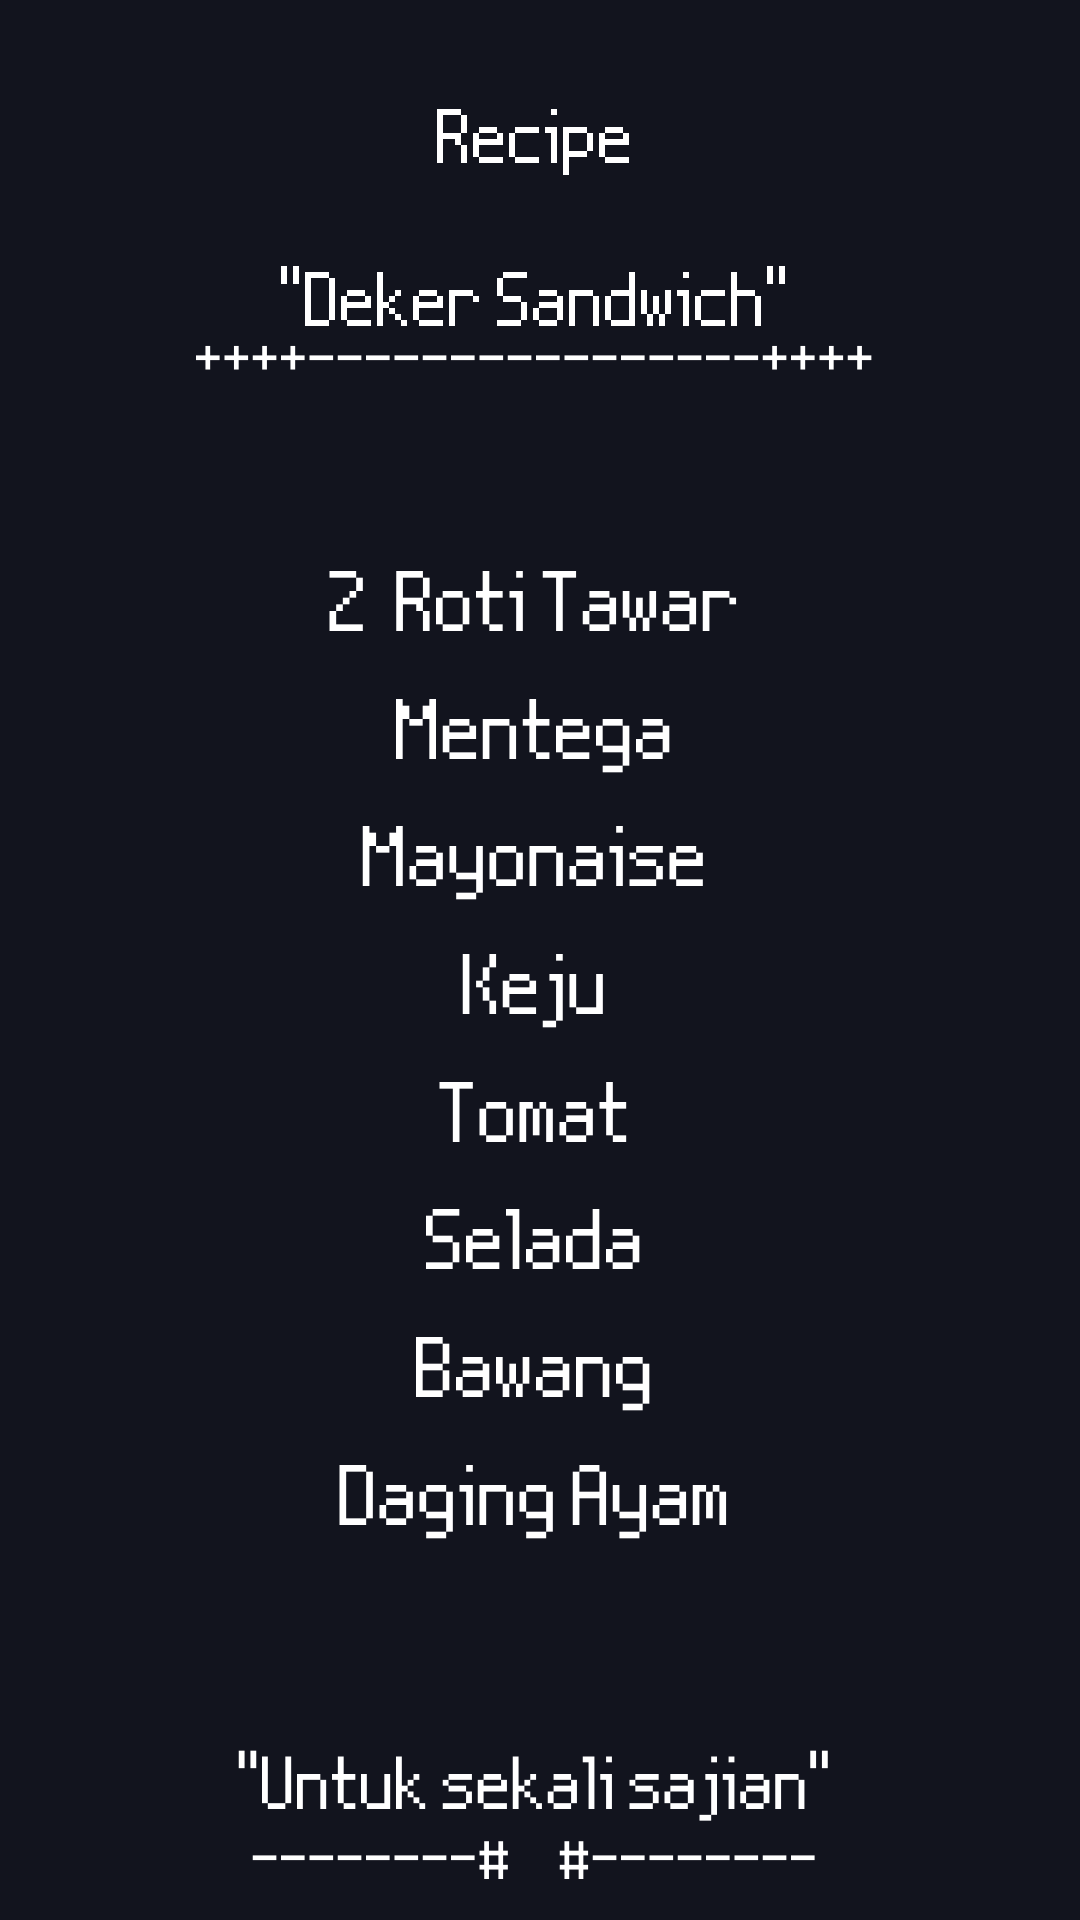 Recipe
"Deker Sandwich"
++++----------------++++
2 Roti Tawar
Mentega
Mayonaise
Keju
Tomat
Selada
Bawang
Daging Ayam
"Untuk sekali sajian"
--------# #--------